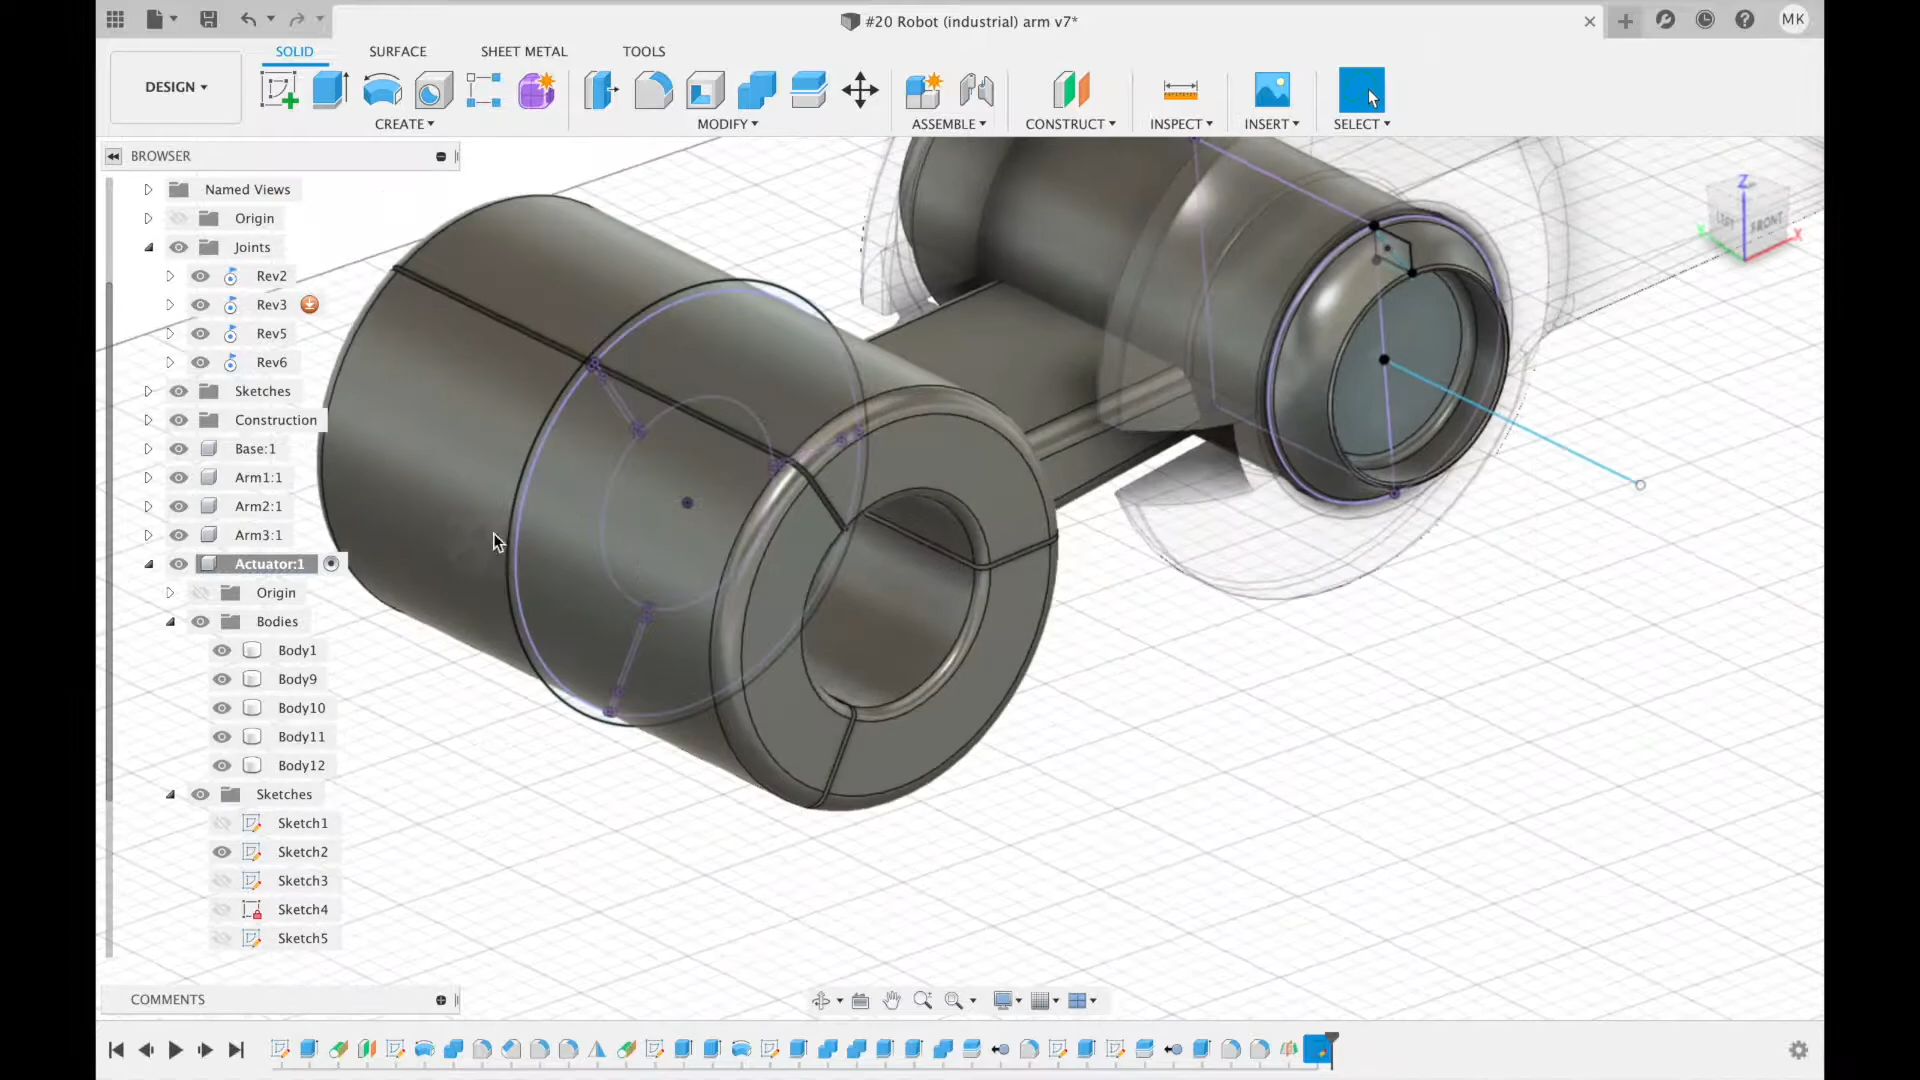 #20 Robot (industrial) arm v7*
MK
DESIGN
SOLID
SURFACE
SHEET METAL
TOOLS
CREATE
MODIFY
ASSEMBLE
CONSTRUCT
INSPECT
INSERT
SELECT
BROWSER
Named Views
Origin
Joints
Rev2
Rev3
Rev5
Rev6
Sketches
Construction
Base:1
Arm1:1
Arm2:1
Arm3:1
Actuator:1
Origin
Bodies
Body1
Body9
Body10
Body11
Body12
Sketches
Sketch1
Sketch2
Sketch3
Sketch4
Sketch5
Z
LEFT
FRONT
Y
X
COMMENTS